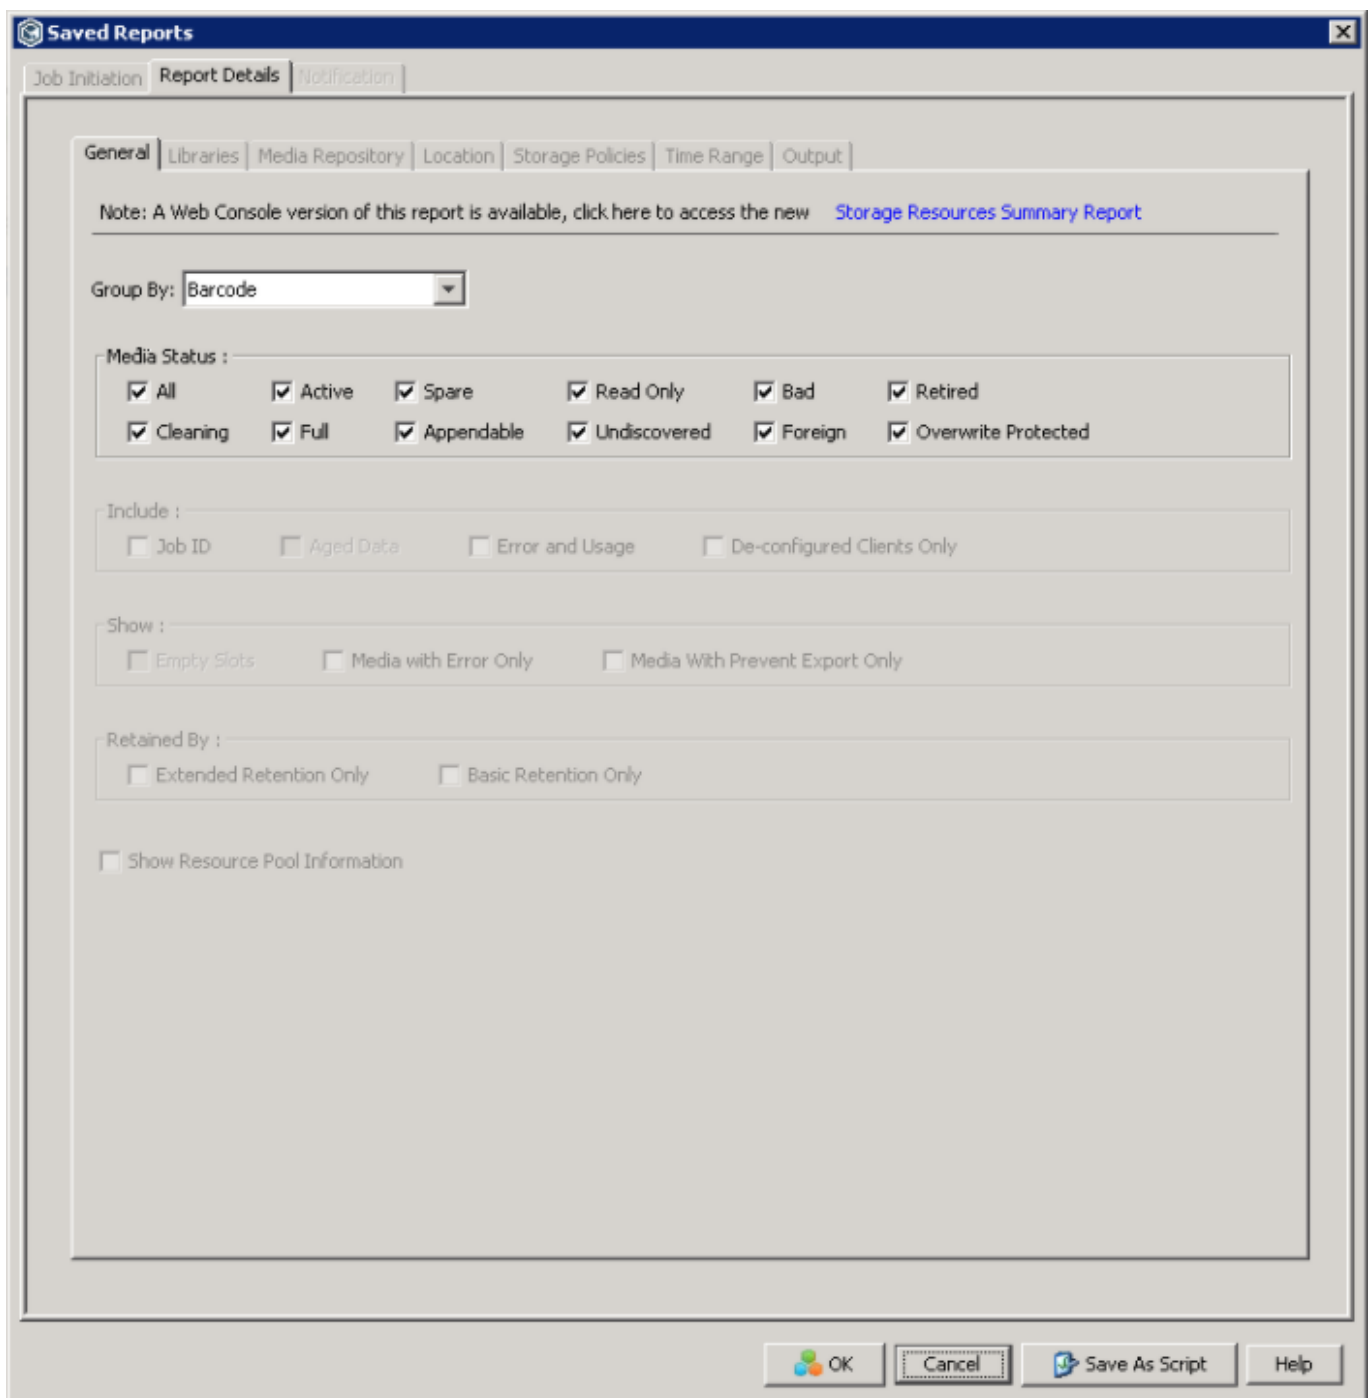 Saved Reports
Job Initiation Report Details Notification
General Libraries Media Repository Location Storage Policies Time Range Output
Note: A Web Console version of this report is available, click here to access the new Storage Resources Summary Report
Group By: Barcode
Media Status :
All Active Spare Read Only Bad Retired
Cleaning Full Appendable Undiscovered Foreign Overwrite Protected
Include :
Job ID Aged Data Error and Usage De-configured Clients Only
Show :
Empty Slots Media with Error Only Media With Prevent Export Only
Retained By :
Extended Retention Only Basic Retention Only
Show Resource Pool Information
OK Cancel Save As Script Help